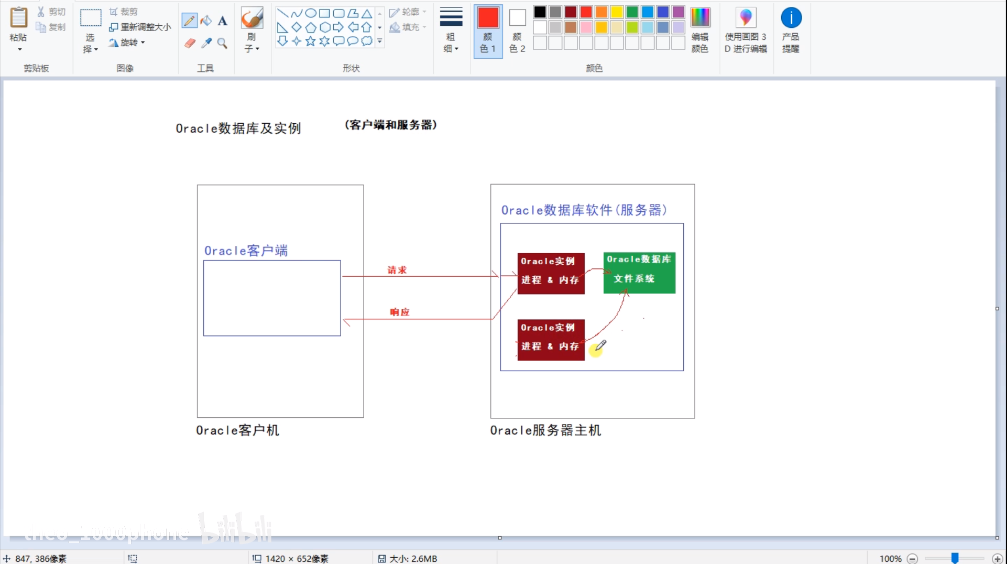 粘贴
剪切
复制
剪贴板
选择
裁剪
重新调整大小
旋转
图像
A
工具
刷子
轮廓
填充
形状
粗细
颜色 1
颜色 2
编辑颜色
颜色
使用画图 3D 进行编辑
产品提醒
Oracle数据库及实例
(客户端和服务器)
Oracle数据库软件(服务器)
Oracle客户端
请求
响应
Oracle实例
进程 & 内存
Oracle数据库
文件系统
Oracle实例
进程 & 内存
Oracle客户机
Oracle服务器主机
theo_1000phone
bilibili
847, 386像素
1420 × 652像素
大小: 2.6MB
100%